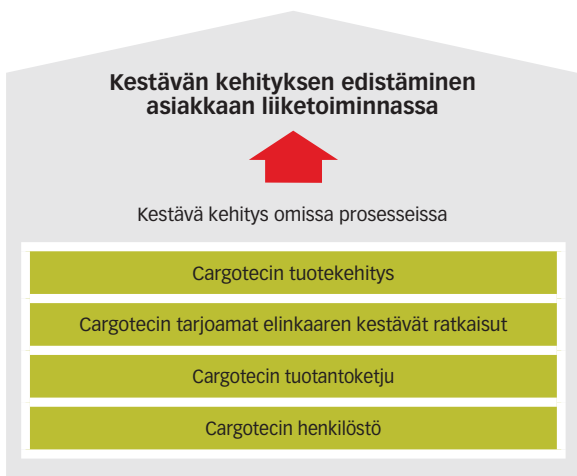 Kestävän kehityksen edistäminen
asiakkaan liiketoiminnassa
Kestävä kehitys omissa prosesseissa
Cargotecin tuotekehitys
Cargotecin tarjoamat elinkaaren kestävät ratkaisut
Cargotecin tuotantoketju
Cargotecin henkilöstö